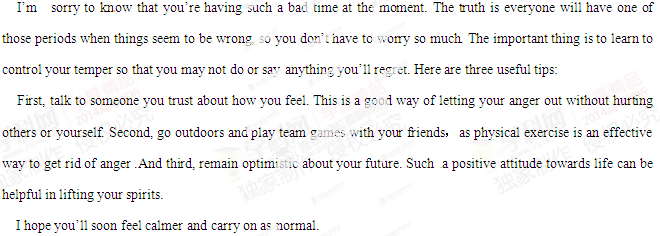 I'm sorry to know that you're having such a bad time at the moment. The truth is everyone will have one of
those periods when things seem to be wrong, so you don't have to worry so much. The important thing is to learn to
control your temper so that you may not do or say anything you'll regret. Here are three useful tips:
First, talk to someone you trust about how you feel. This is a good way of letting your anger out without hurting
others or yourself. Second, go outdoors and play team games with your friends, as physical exercise is an effective
way to get rid of anger .And third, remain optimistic about your future. Such a positive attitude towards life can be
helpful in lifting your spirits.
I hope you'll soon feel calmer and carry on as normal.